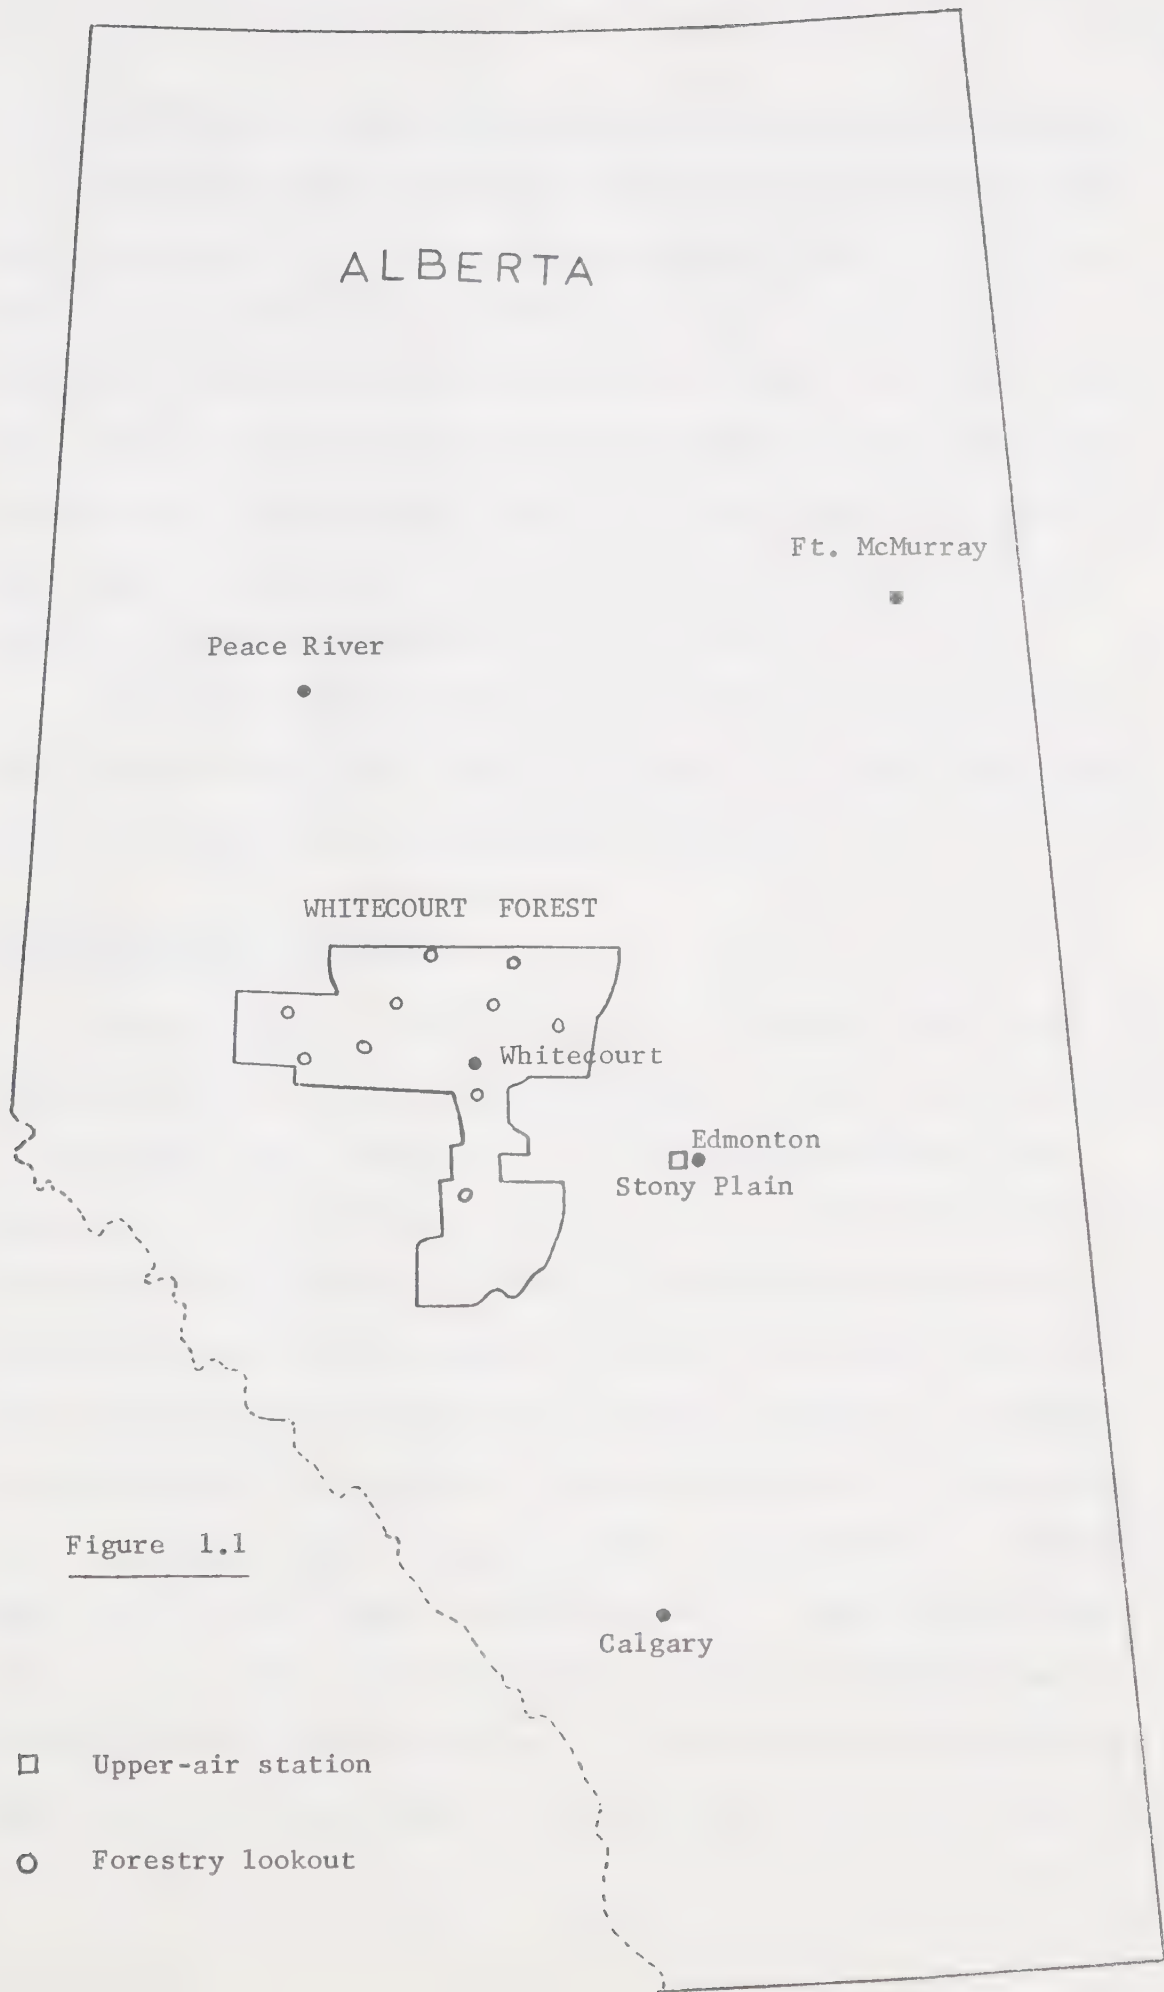 ALBERTA
Ft. McMurray
Peace River
WHITECOURT FOREST
Whitecourt
Edmonton
Stony Plain
Figure 1.1
Calgary
Upper-air station
Forestry lookout